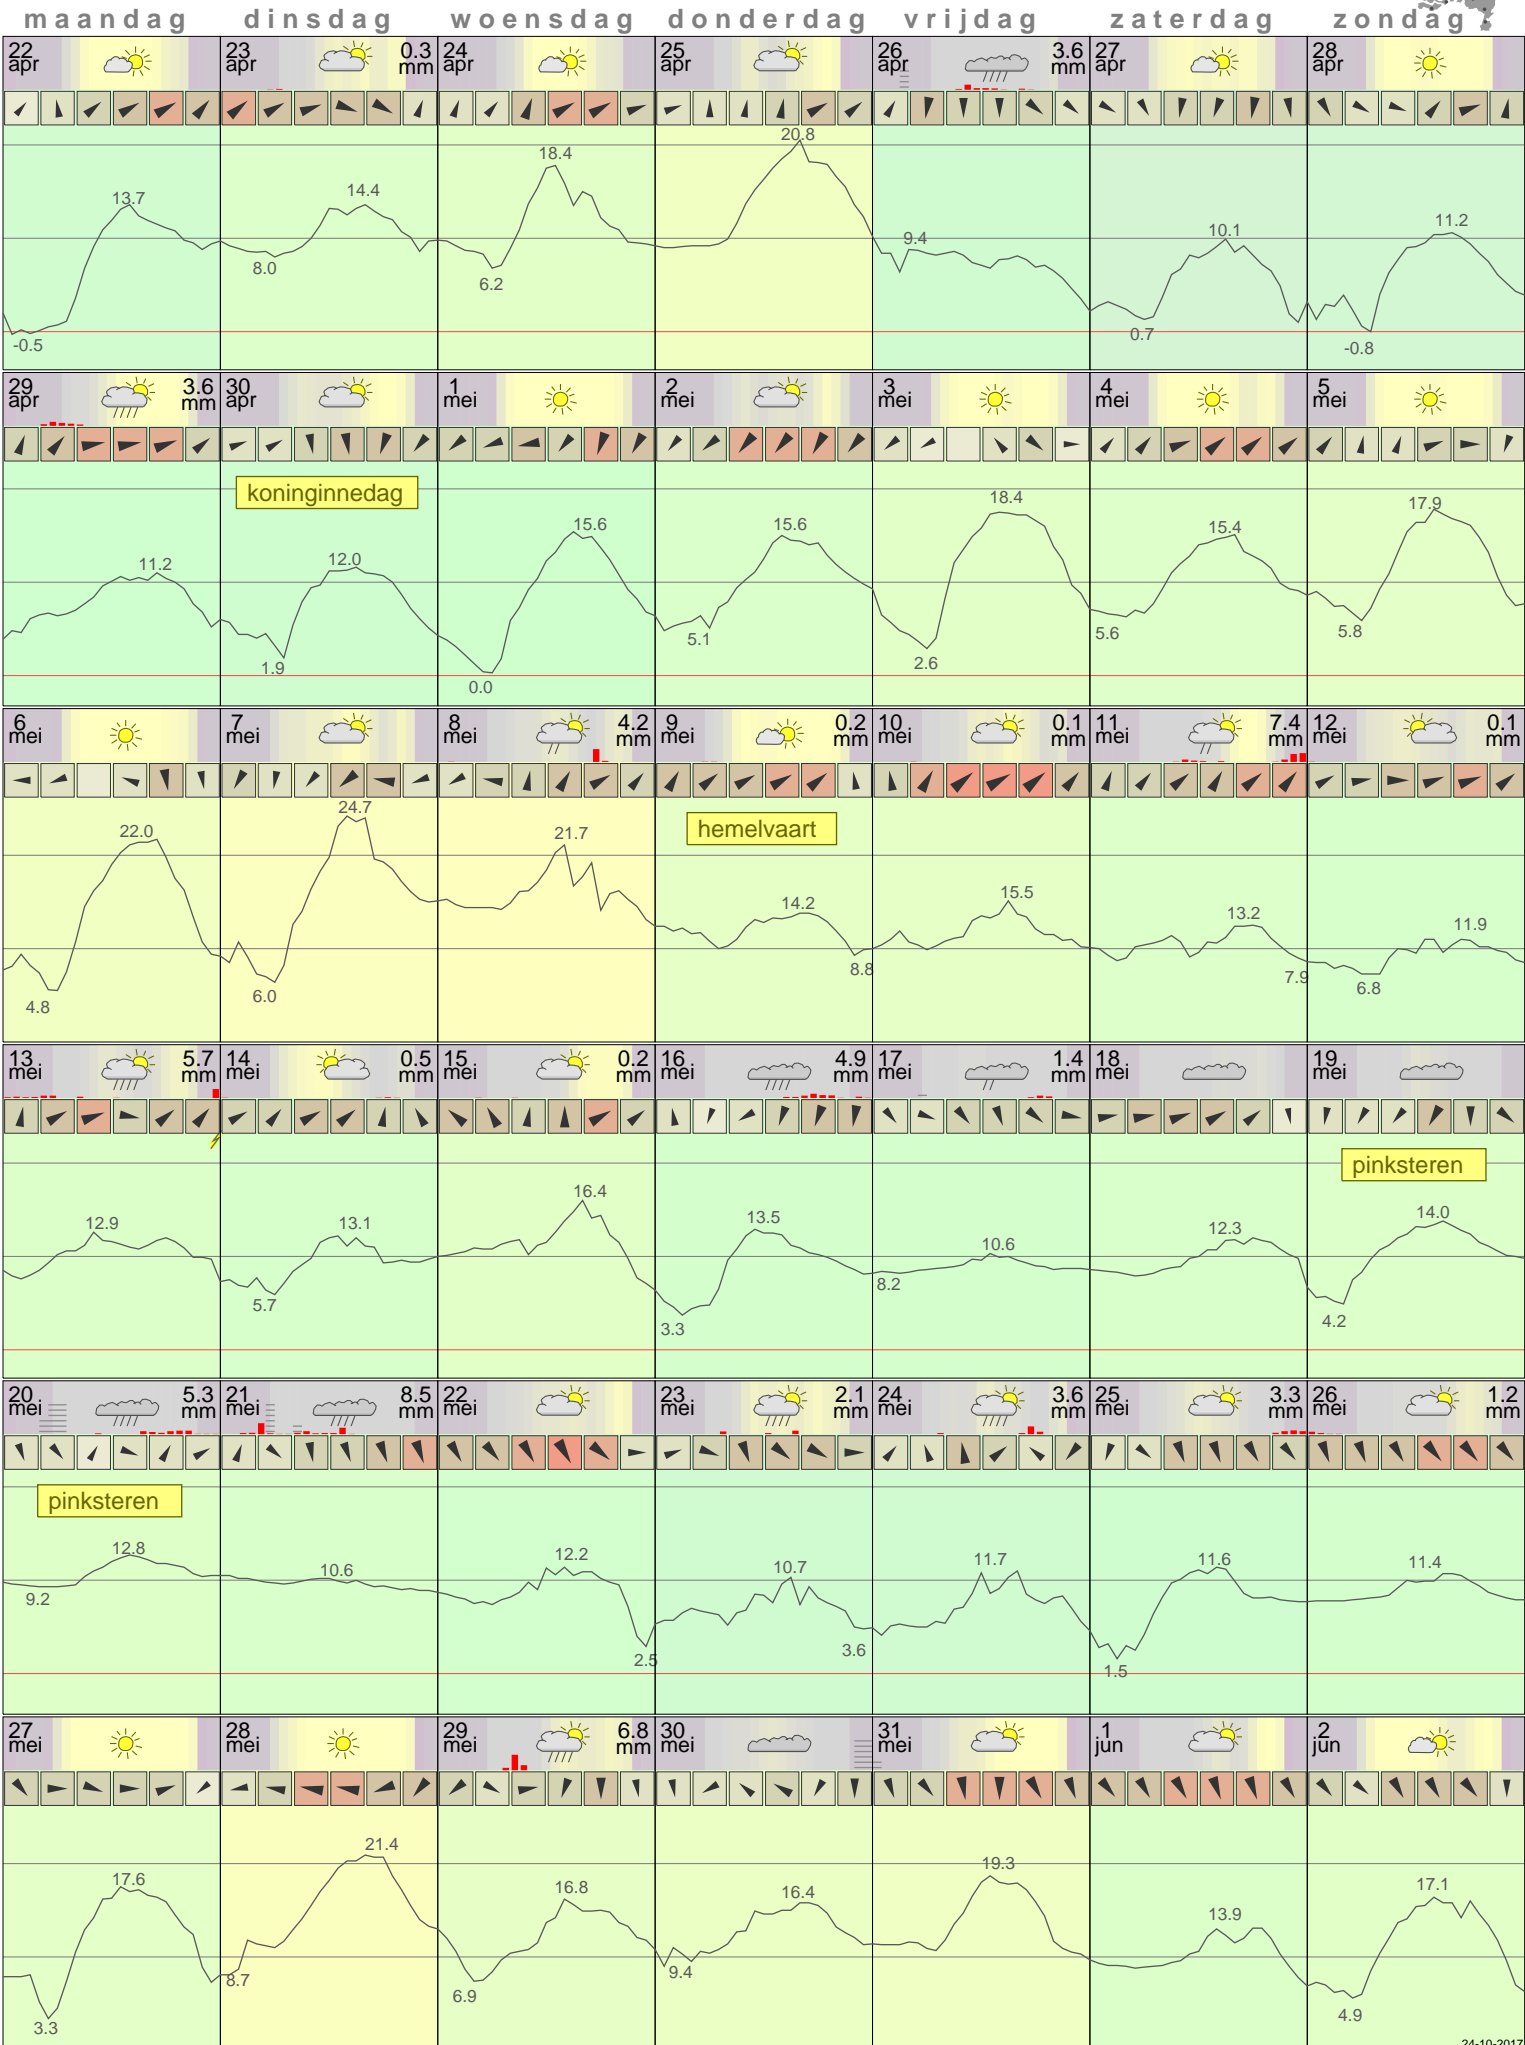 maandag dinsdag woensdag donderdag vrijdag zaterdag zondag
22 apr 23 apr 0.3 mm 24 apr 25 apr 26 apr 3.6 mm 27 apr 28 apr
13.7 14.4 18.4 20.8 9.4 10.1 11.2
-0.5 8.0 6.2 0.7 -0.8
29 apr 3.6 mm 30 apr 1 mei 2 mei 3 mei 4 mei 5 mei
koninginnedag
11.2 12.0 15.6 15.6 18.4 15.4 17.9
1.9 0.0 5.1 2.6 5.6 5.8
6 mei 7 mei 8 mei 4.2 mm 9 mei 0.2 mm 10 mei 0.1 mm 11 mei 7.4 mm 12 mei 0.1 mm
hemelvaart
22.0 24.7 21.7 14.2 15.5 13.2 11.9
4.8 6.0 8.8 7.9 6.8
13 mei 5.7 mm 14 mei 0.5 mm 15 mei 0.2 mm 16 mei 4.9 mm 17 mei 1.4 mm 18 mei 19 mei
pinksteren
12.9 13.1 16.4 13.5 10.6 12.3 14.0
5.7 3.3 8.2 4.2
20 mei 5.3 mm 21 mei 8.5 mm 22 mei 23 mei 2.1 mm 24 mei 3.6 mm 25 mei 3.3 mm 26 mei 1.2 mm
pinksteren
12.8 10.6 12.2 10.7 11.7 11.6 11.4
9.2 2.5 3.6 1.5
27 mei 28 mei 29 mei 6.8 mm 30 mei 31 mei 1 jun 2 jun
17.6 21.4 16.8 16.4 19.3 13.9 17.1
3.3 8.7 6.9 9.4 4.9
24-10-2017